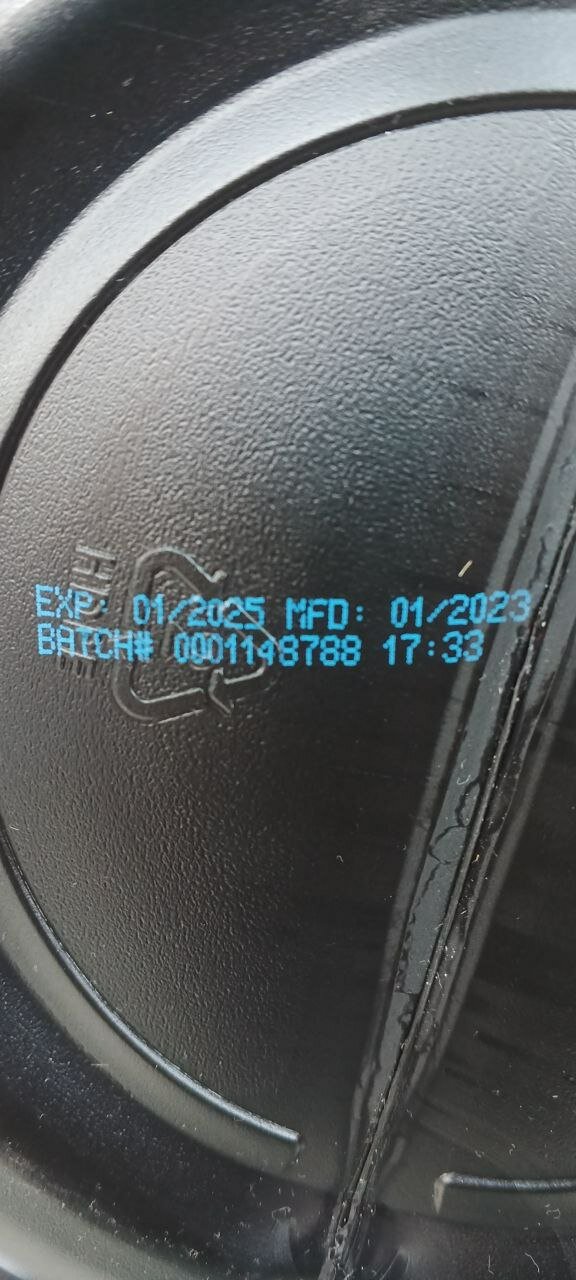 EXP: 01/2025 MFD: 01/2023
BATCH# 0001148788 17:33